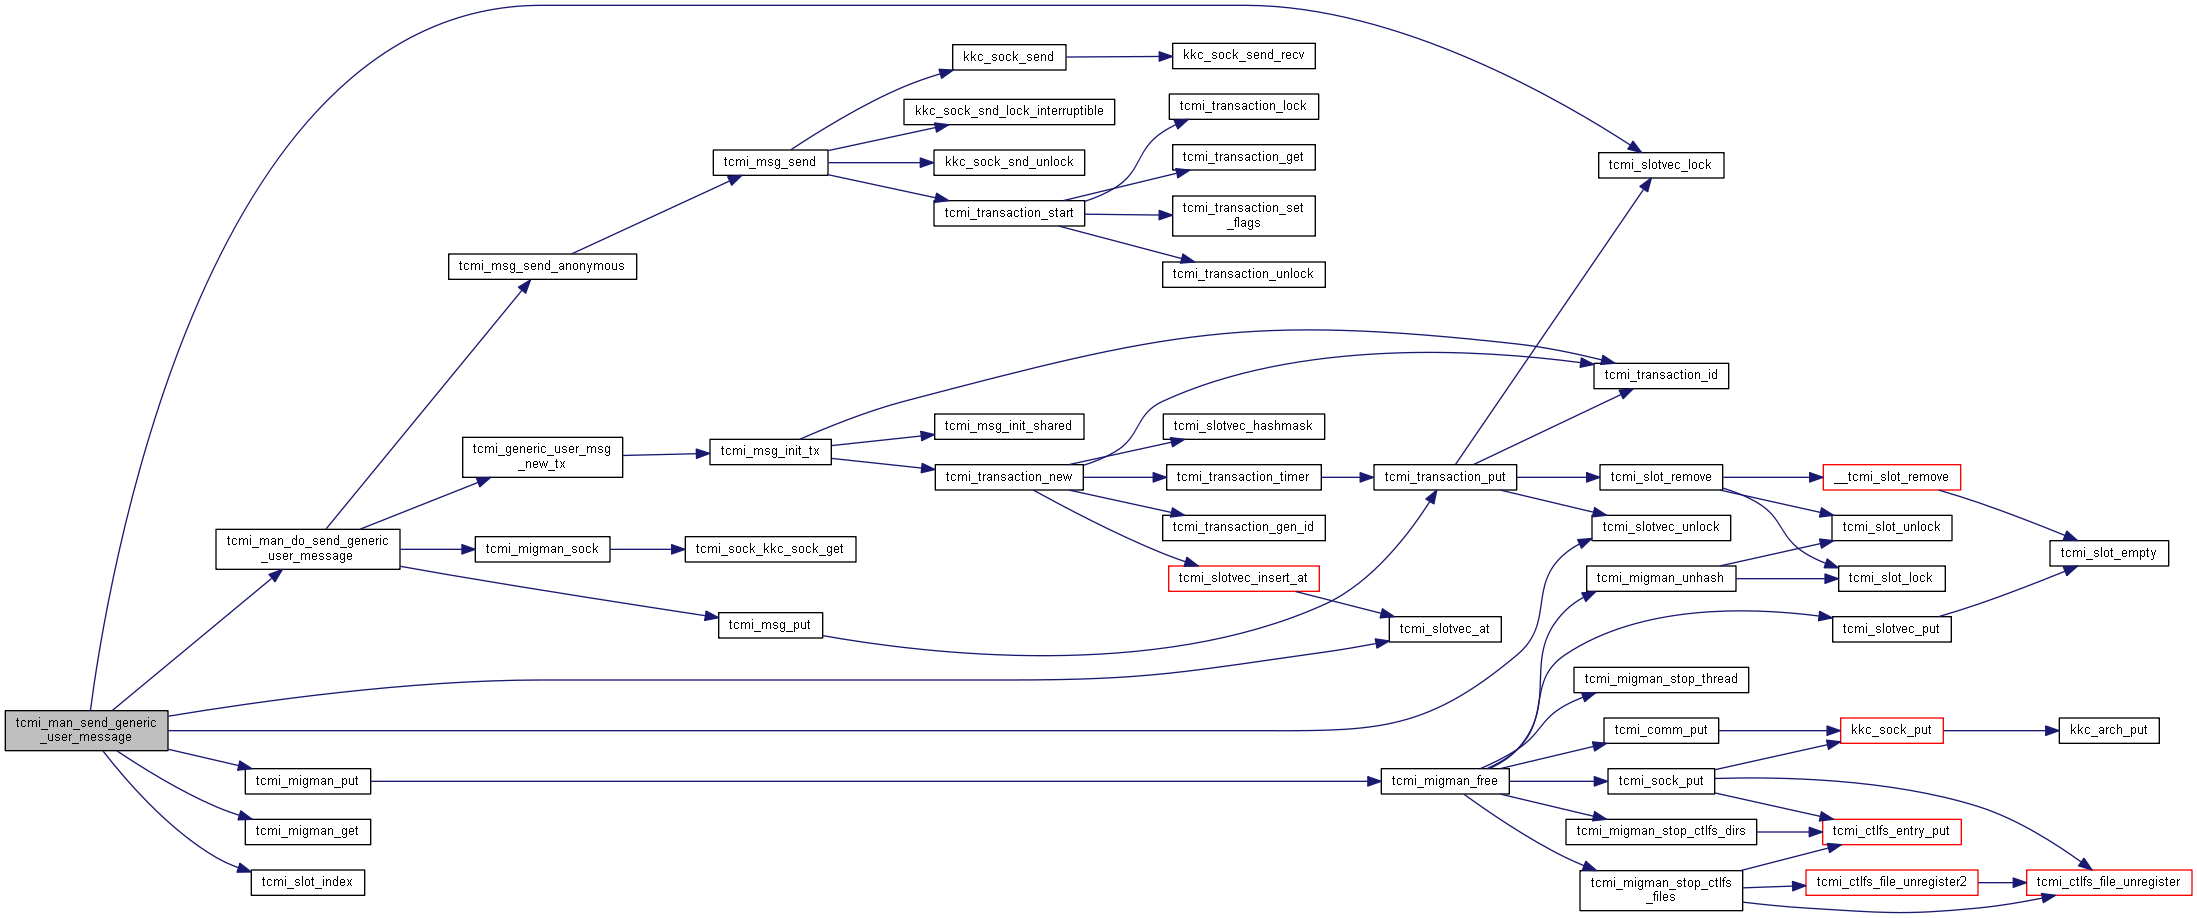 kkc_sock_send
kkc_sock_send_recv
tcmi_transaction_lock
kkc_sock_snd_lock_interruptible
tcmi_msg_send
kkc_sock_snd_unlock
tcmi_transaction_get
tcmi_slotvec_lock
tcmi_transaction_start
tcmi_transaction_set
_flags
tcmi_msg_send_anonymous
tcmi_transaction_unlock
tcmi_transaction_id
tcmi_msg_init_shared
tcmi_slotvec_hashmask
tcmi_generic_user_msg
_new_tx
tcmi_msg_init_tx
tcmi_transaction_new
tcmi_transaction_timer
tcmi_transaction_put
tcmi_slot_remove
__tcmi_slot_remove
tcmi_transaction_gen_id
tcmi_slotvec_unlock
tcmi_slot_unlock
tcmi_man_do_send_generic
_user_message
tcmi_migman_sock
tcmi_sock_kkc_sock_get
tcmi_slot_empty
tcmi_slotvec_insert_at
tcmi_migman_unhash
tcmi_slot_lock
tcmi_msg_put
tcmi_slotvec_at
tcmi_slotvec_put
tcmi_migman_stop_thread
tcmi_man_send_generic
_user_message
tcmi_comm_put
kkc_sock_put
kkc_arch_put
tcmi_migman_put
tcmi_migman_free
tcmi_sock_put
tcmi_migman_get
tcmi_migman_stop_ctlfs_dirs
tcmi_ctlfs_entry_put
tcmi_slot_index
tcmi_migman_stop_ctlfs
_files
tcmi_ctlfs_file_unregister2
tcmi_ctlfs_file_unregister